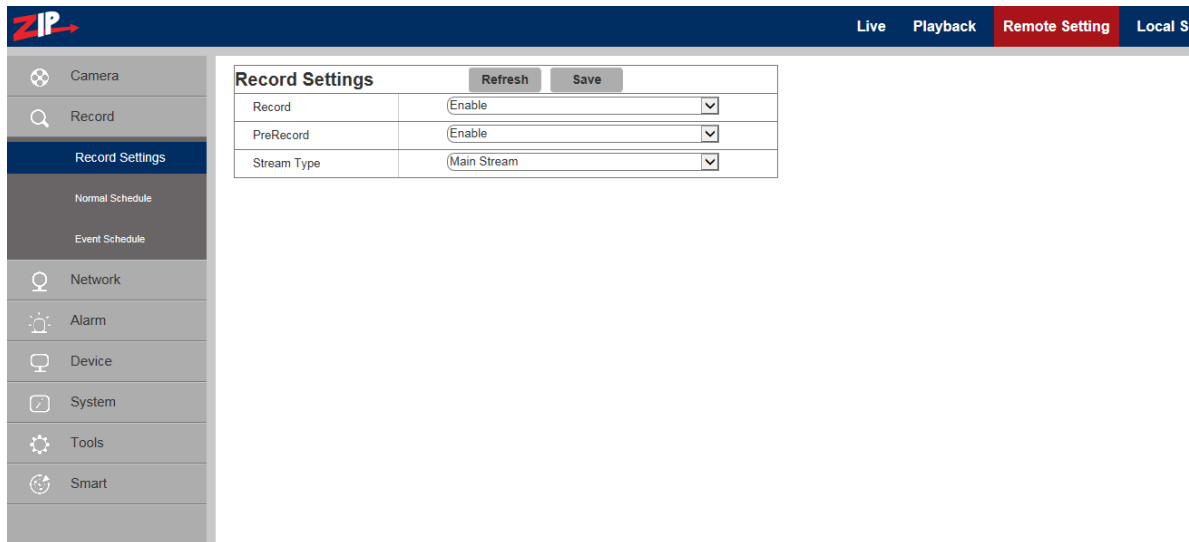 ZIP
Live Playback Remote Setting Local S
Camera
Record
Record Settings
Normal Schedule
Event Schedule
Network
Alarm
Device
System
Tools
Smart
Record Settings Refresh Save
Record Enable
PreRecord Enable
Stream Type Main Stream